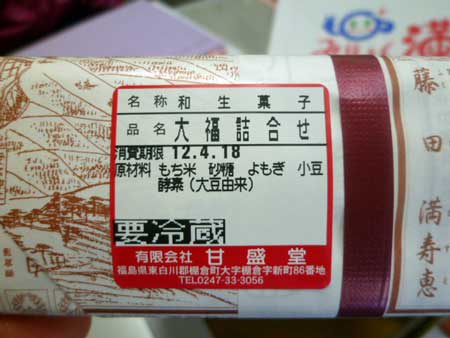 名称 和生菓子
品名 大福詰合せ
消費期限 12.4.18
原材料 もち米 砂糖 よもぎ 小豆
酵素(大豆由来)
要冷蔵
有限会社 甘盛堂
福島県東白川郡棚倉町大字棚倉字新町86番地
TEL0247-33-3056
藤田満寿恵
満